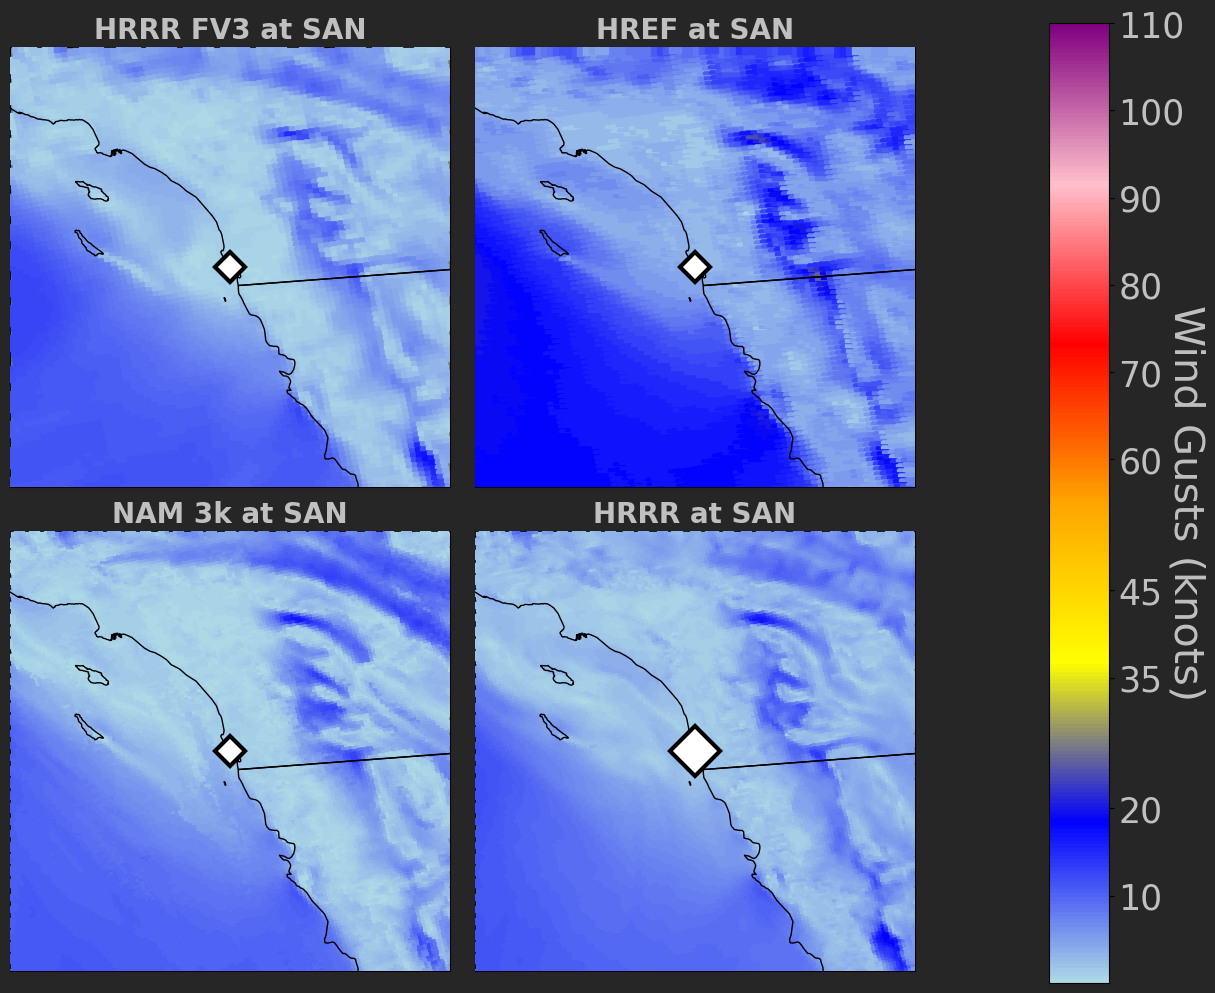 HRRR FV3 at SAN
HREF at SAN
NAM 3k at SAN
HRRR at SAN
110
100
90
80
70
60
45
35
20
10
Wind Gusts (knots)